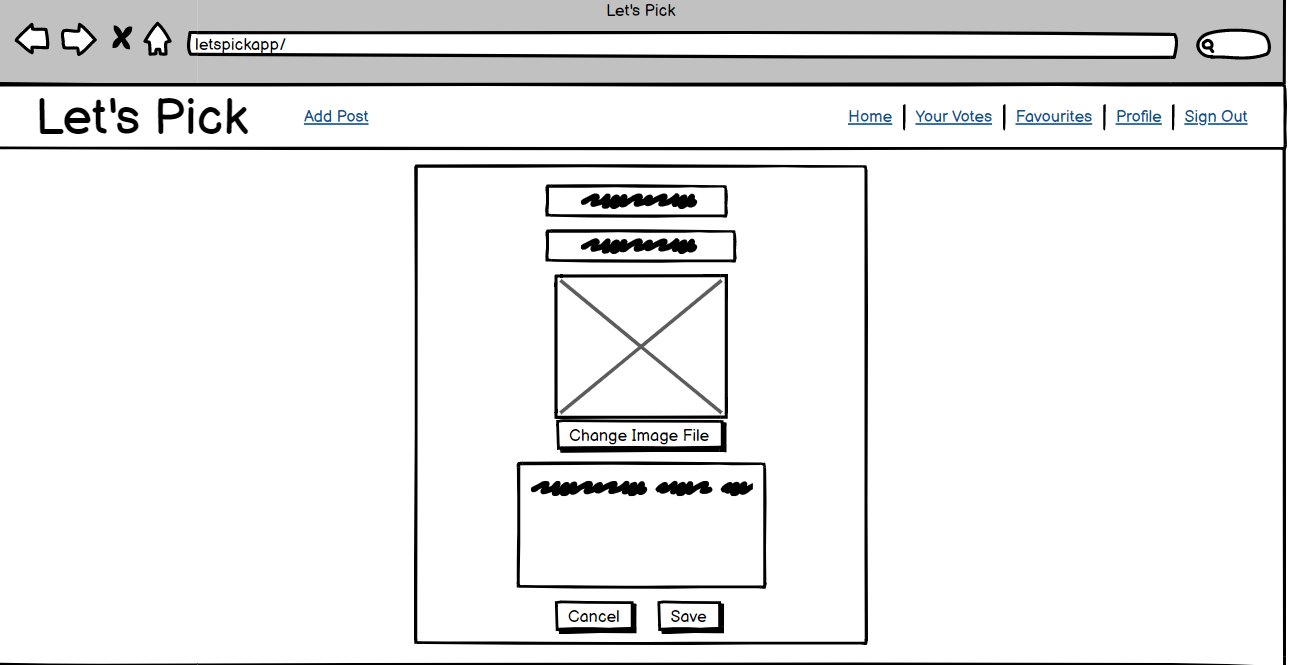 Let's Pick
letspickapp/
Let's Pick
Add Post
Home
Your Votes
Favourites
Profile
Sign Out
Change Image File
Cancel
Save